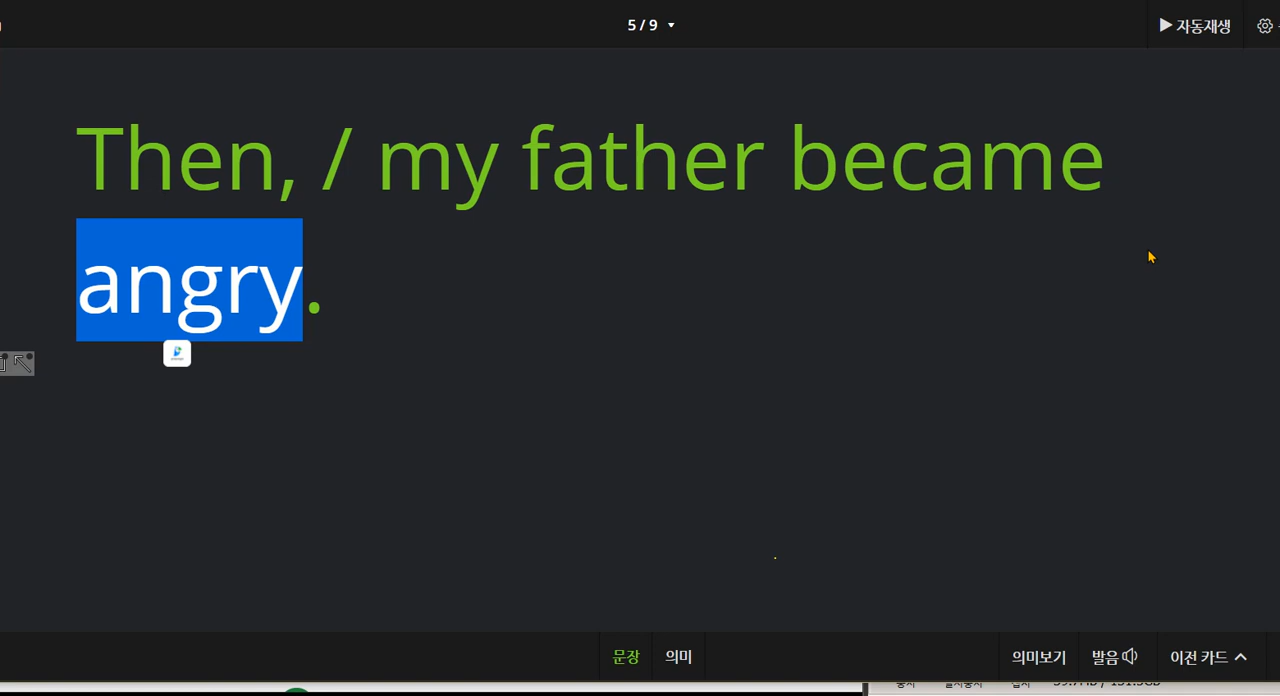 5 / 9
▶ 자동재생
Then, / my father became
angry.
문장 의미 의미보기 발음 이전 카드